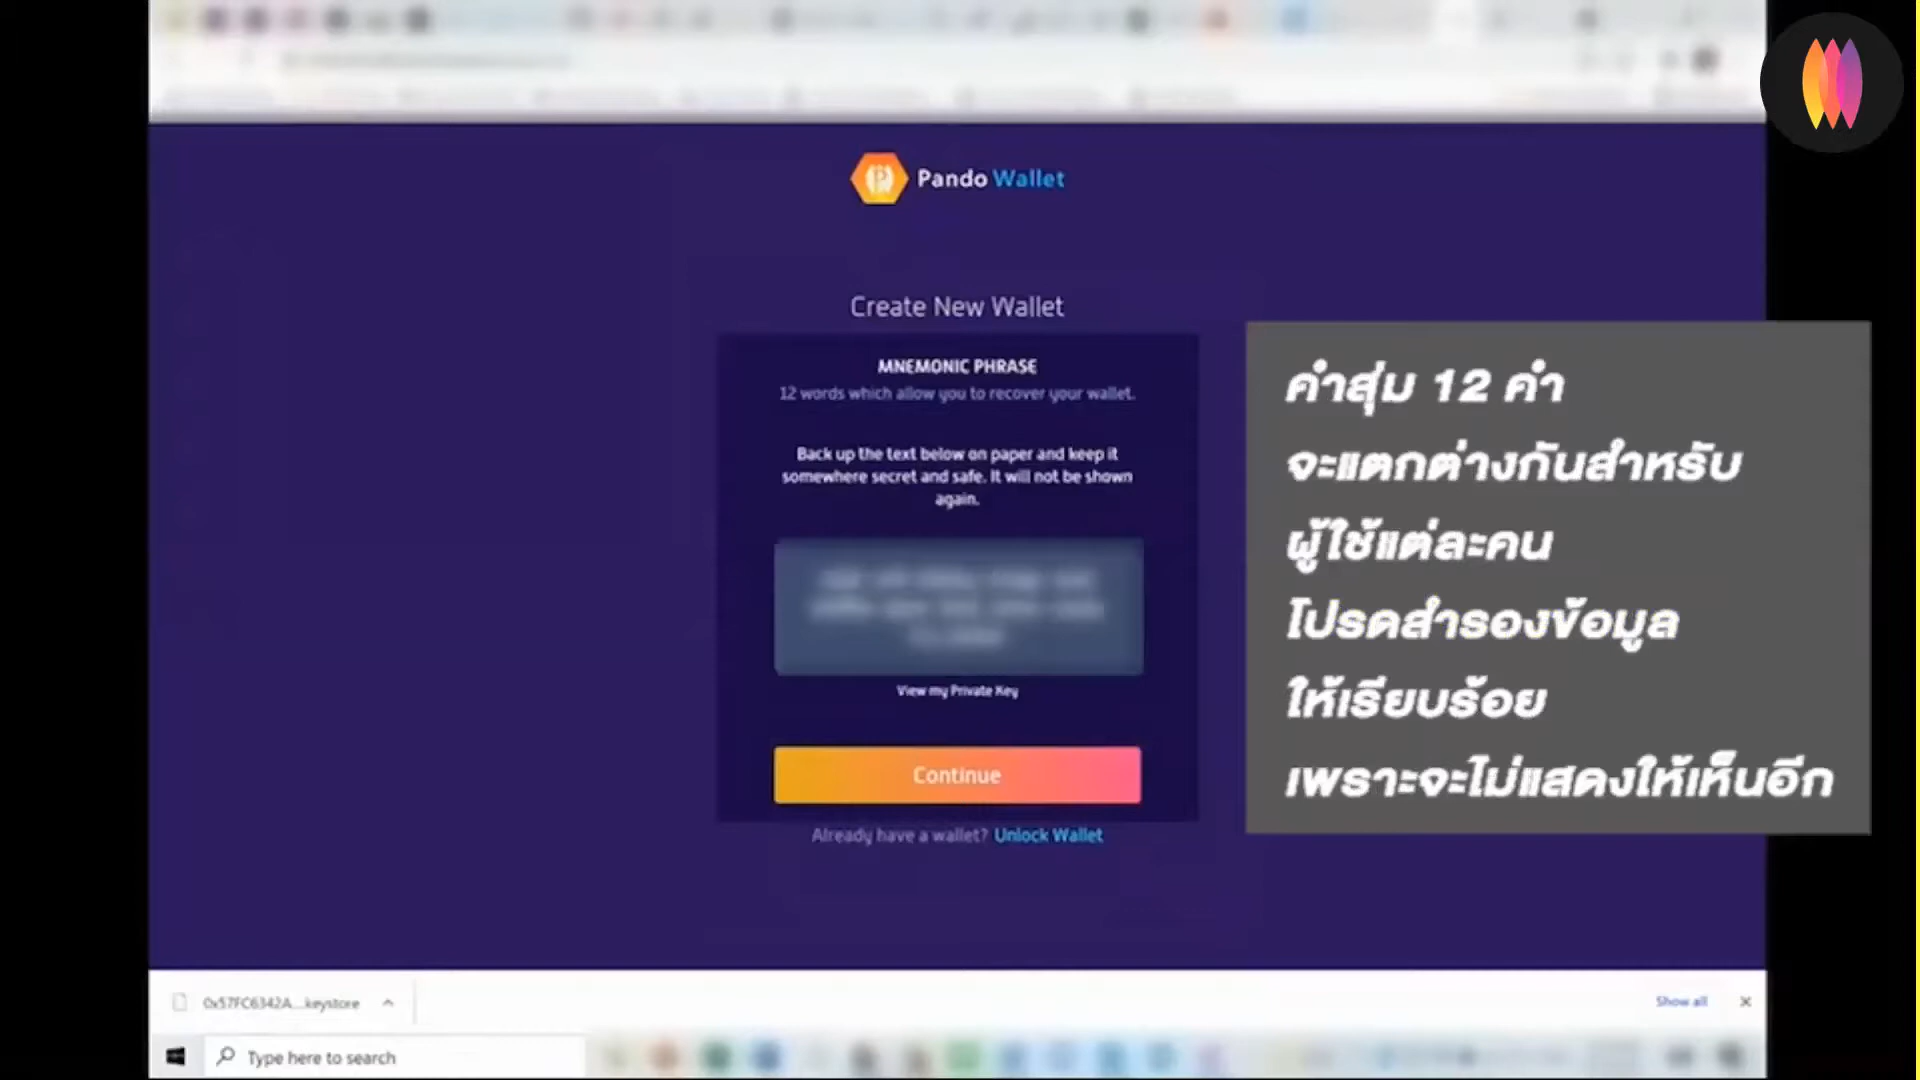 Pando Wallet
Create New Wallet
MNEMONIC PHRASE
12 words which allow you to recover your wallet.
Back up the text below on paper and keep it
somewhere secret and safe. It will not be shown
again.
View my Private Key
Continue
Already have a wallet? Unlock Wallet
คำสุ่ม 12 คำ
จะแตกต่างกันสำหรับ
ผู้ใช้แต่ละคน
โปรดสำรองข้อมูล
ให้เรียบร้อย
เพราะจะไม่แสดงให้เห็นอีก
0x57FC6342A....keystore
Show all
Type here to search